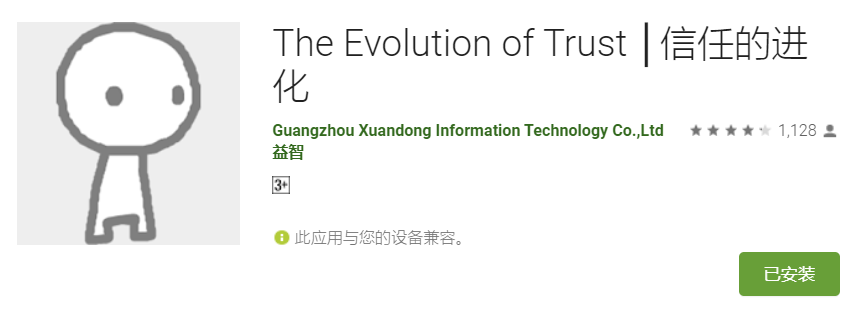 The Evolution of Trust │信任的进
化
Guangzhou Xuandong Information Technology Co.,Ltd 1,128
益智
3+
此应用与您的设备兼容。
已安装